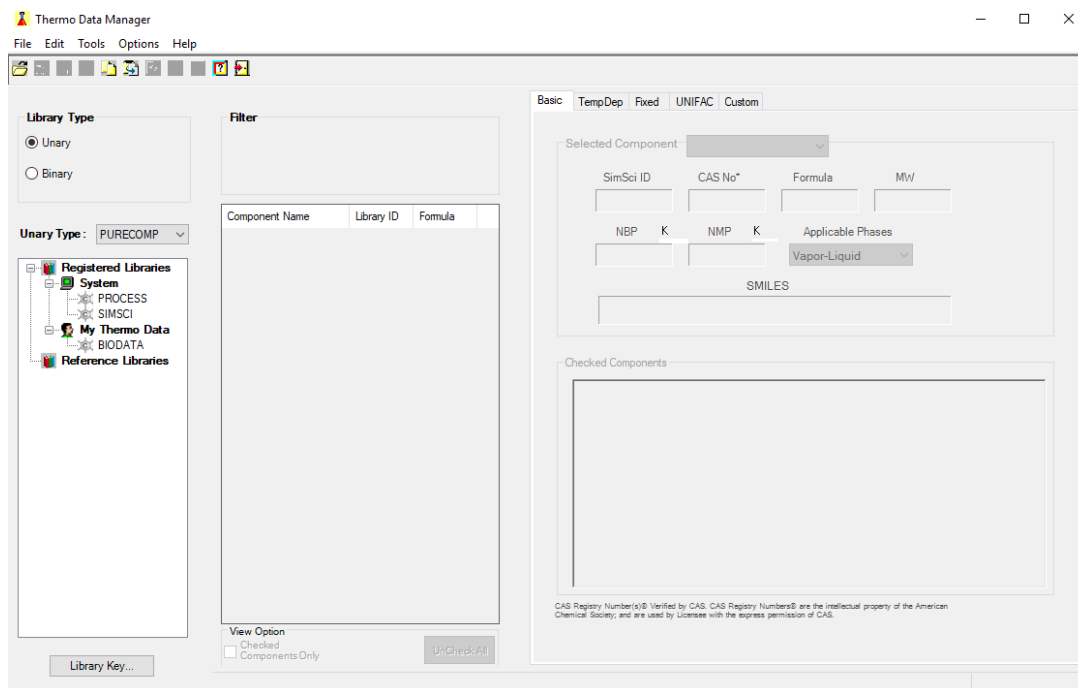 Thermo Data Manager
File Edit Tools Options Help
Basic TempDep Fixed UNIFAC Custom
Library Type
Unary
Binary
Unary Type : PURECOMP
Registered Libraries
System
PROCESS
SIMSCI
My Thermo Data
BIODATA
Reference Libraries
Library Key...
Filter
Component Name Library ID Formula
View Option
Checked
Components Only
UnCheck All
Selected Component
SimSci ID CAS No* Formula MW
NBP K NMP K Applicable Phases
Vapor-Liquid
SMILES
Checked Components
CAS Registry Number(s)® Verified by CAS. CAS Registry Numbers® are the intellectual property of the American
Chemical Society; and are used by Licensee with the express permission of CAS.